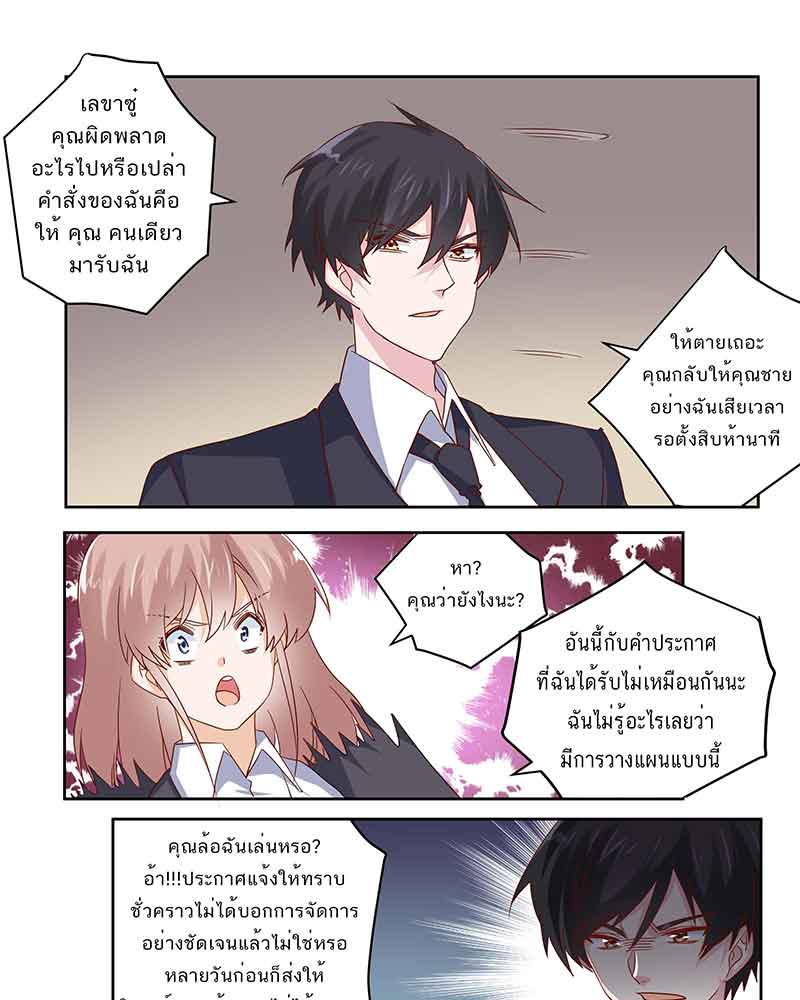 เลขาซู่
คุณผิดพลาด
อะไรไปหรือเปล่า
คำสั่งของฉันคือ
ให้ คุณ คนเดียว
มารับฉัน
ให้ตายเถอะ
คุณกลับให้คุณชาย
อย่างฉันเสียเวลา
รอตั้งสิบห้านาที
หา?
คุณว่ายังไงนะ?
อันนี้กับคำประกาศ
ที่ฉันได้รับไม่เหมือนกันนะ
ฉันไม่รู้อะไรเลยว่า
มีการวางแผนแบบนี้
คุณล้อฉันเล่นหรอ?
อ้า!!!ประกาศแจ้งให้ทราบ
ชั่วคราวไม่ได้บอกการจัดการ
อย่างชัดเจนแล้วไม่ใช่หรอ
หลายวันก่อนก็ส่งให้